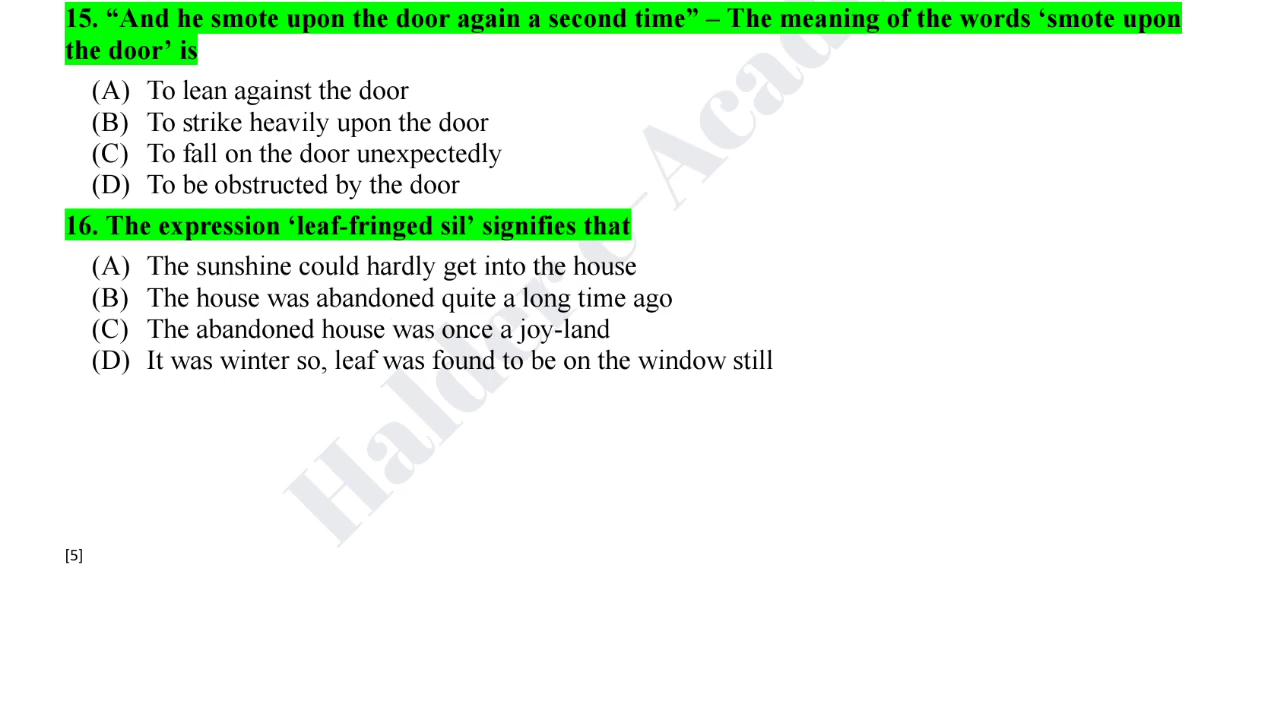 15. “And he smote upon the door again a second time” – The meaning of the words ‘smote upon
the door’ is
(A) To lean against the door
(B) To strike heavily upon the door
(C) To fall on the door unexpectedly
(D) To be obstructed by the door
16. The expression ‘leaf-fringed sil’ signifies that
(A) The sunshine could hardly get into the house
(B) The house was abandoned quite a long time ago
(C) The abandoned house was once a joy-land
(D) It was winter so, leaf was found to be on the window still
Halder e-Acad
[5]